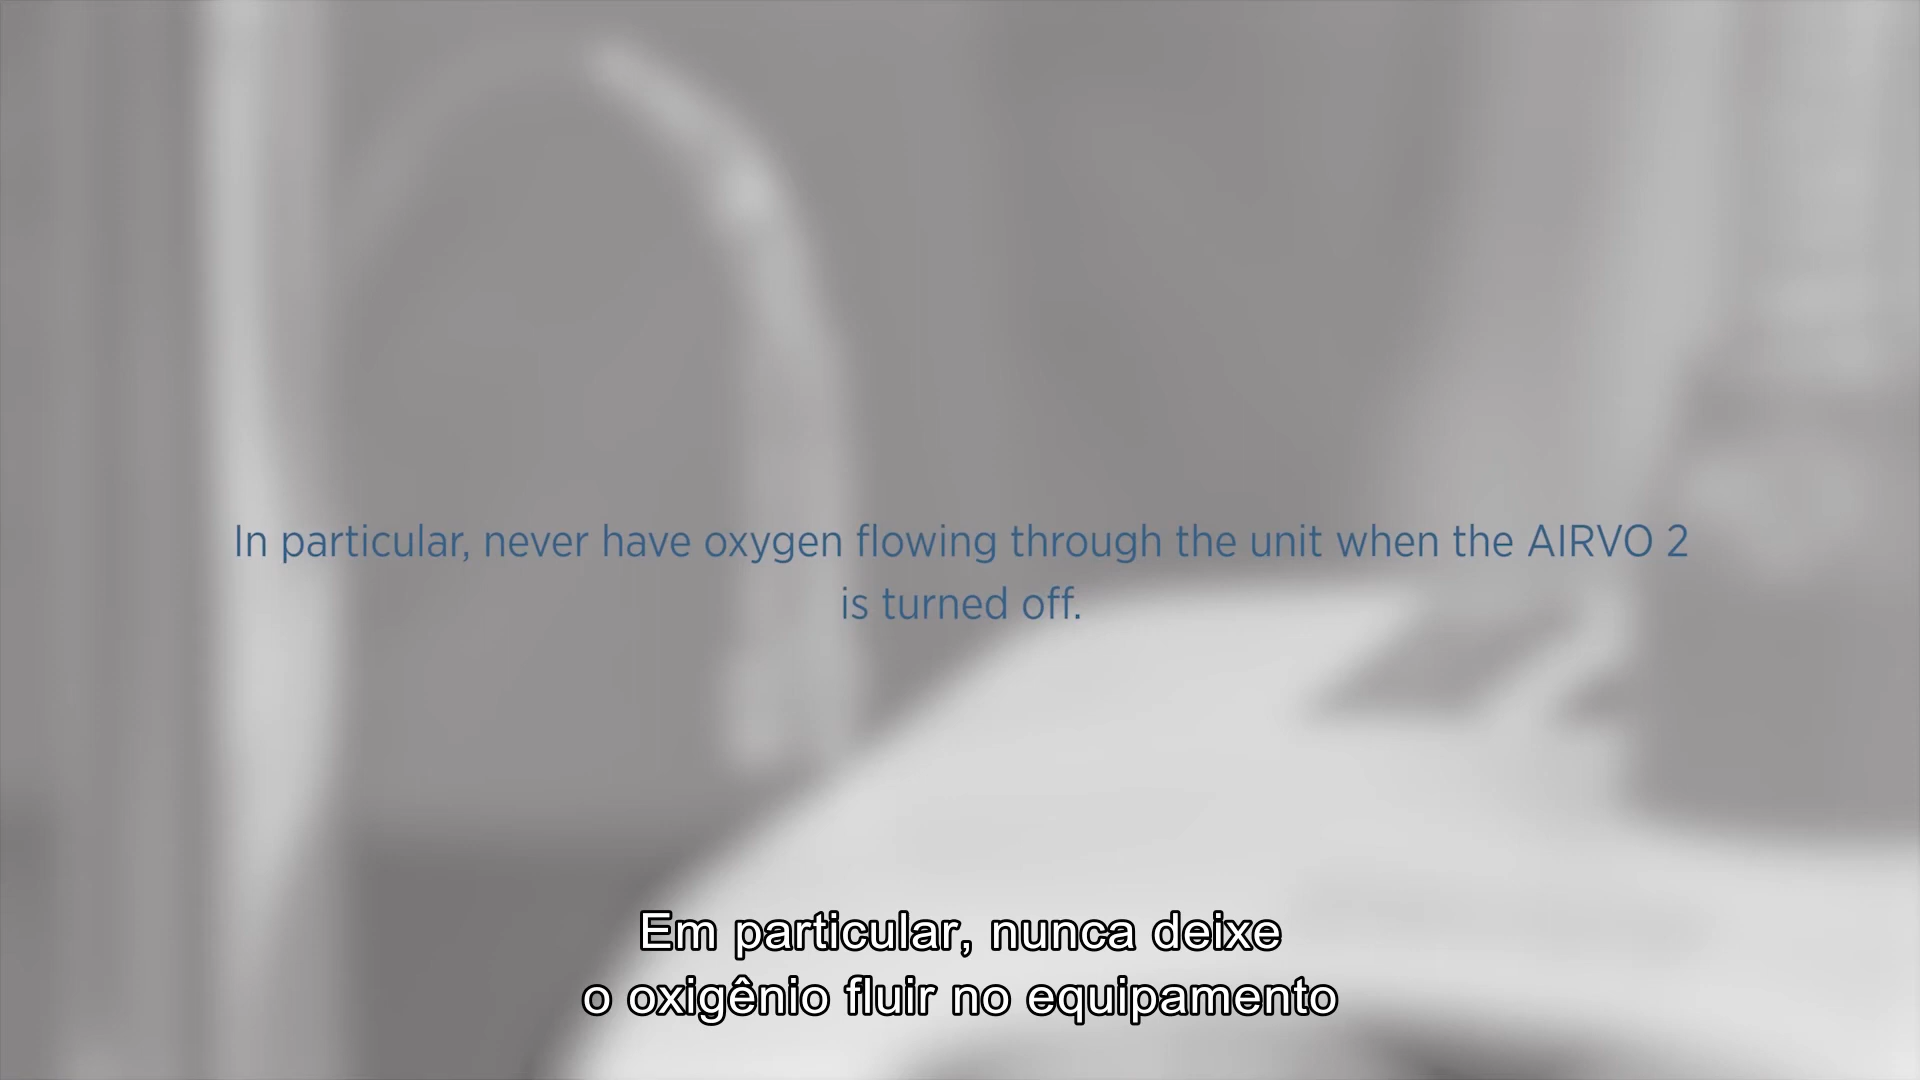 In particular, never have oxygen flowing through the unit when the AIRVO 2
is turned off.
Em particular, nunca deixe
o oxigênio fluir no equipamento